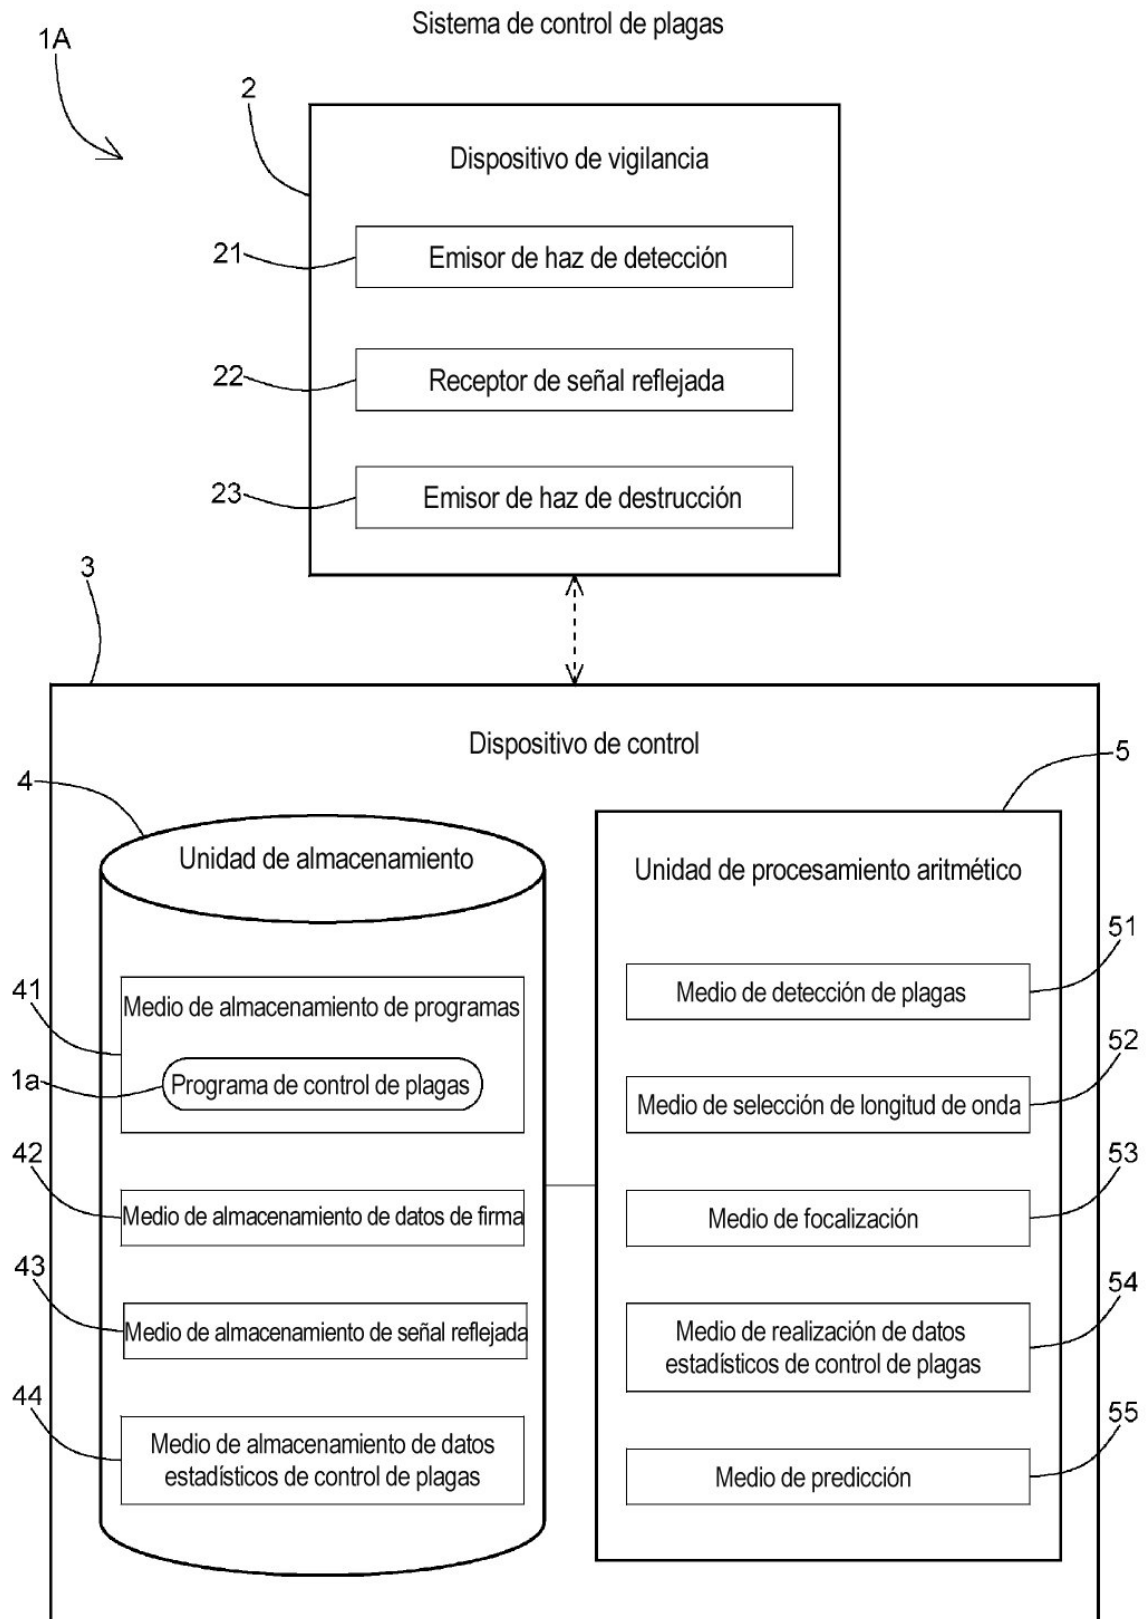 Sistema de control de plagas
1A
2
Dispositivo de vigilancia
21
Emisor de haz de detección
22
Receptor de señal reflejada
23
Emisor de haz de destrucción
3
Dispositivo de control
4
5
Unidad de almacenamiento
Unidad de procesamiento aritmético
41
Medio de almacenamiento de programas
1a
Programa de control de plagas
42
Medio de almacenamiento de datos de firma
43
Medio de almacenamiento de señal reflejada
44
Medio de almacenamiento de datos
estadísticos de control de plagas
51
Medio de detección de plagas
52
Medio de selección de longitud de onda
53
Medio de focalización
54
Medio de realización de datos
estadísticos de control de plagas
55
Medio de predicción